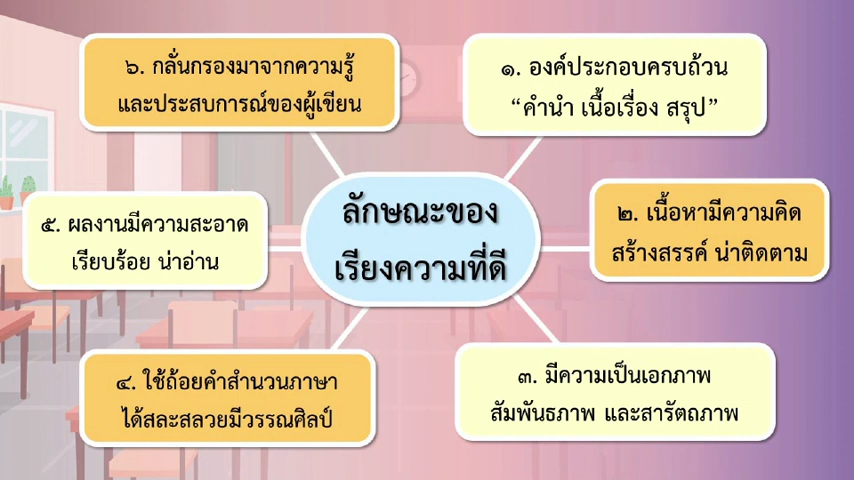 ลักษณะของ
เรียงความที่ดี
๑. องค์ประกอบครบถ้วน
“คำนำ เนื้อเรื่อง สรุป”
๒. เนื้อหามีความคิด
สร้างสรรค์ น่าติดตาม
๓. มีความเป็นเอกภาพ
สัมพันธภาพ และสารัตถภาพ
๔. ใช้ถ้อยคำสำนวนภาษา
ได้สละสลวยมีวรรณศิลป์
๕. ผลงานมีความสะอาด
เรียบร้อย น่าอ่าน
๖. กลั่นกรองมาจากความรู้
และประสบการณ์ของผู้เขียน